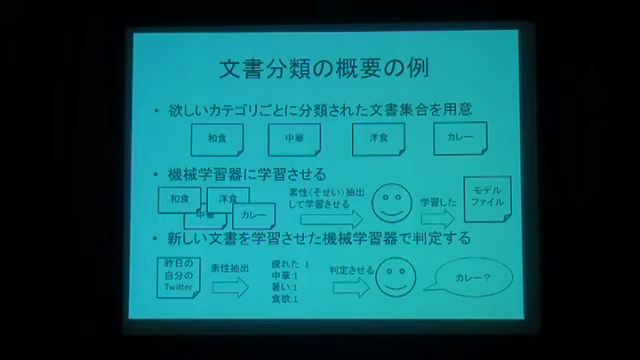 文書分類の概要の例
• 欲しいカテゴリごとに分類された文書集合を用意
和食
中華
洋食
カレー
• 機械学習器に学習させる
和食
洋食
中華
カレー
素性(そせい)抽出
して学習させる
学習した
モデル
ファイル
• 新しい文書を学習させた機械学習器で判定する
昨日の
自分の
Twitter
素性抽出
疲れた:1
中華:1
暑い:1
食欲:1
判定させる
カレー?